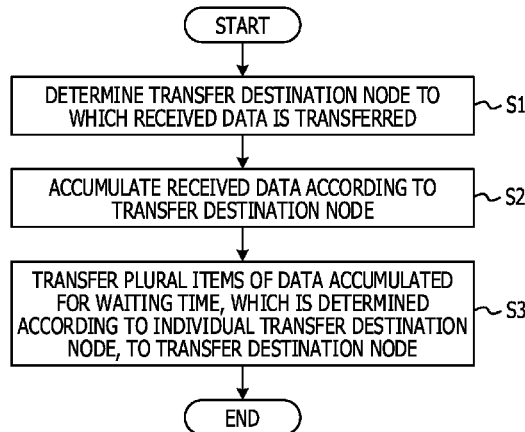 START
DETERMINE TRANSFER DESTINATION NODE TO
WHICH RECEIVED DATA IS TRANSFERRED
S1
ACCUMULATE RECEIVED DATA ACCORDING TO
TRANSFER DESTINATION NODE
S2
TRANSFER PLURAL ITEMS OF DATA ACCUMULATED
FOR WAITING TIME, WHICH IS DETERMINED
ACCORDING TO INDIVIDUAL TRANSFER DESTINATION
NODE, TO TRANSFER DESTINATION NODE
S3
END